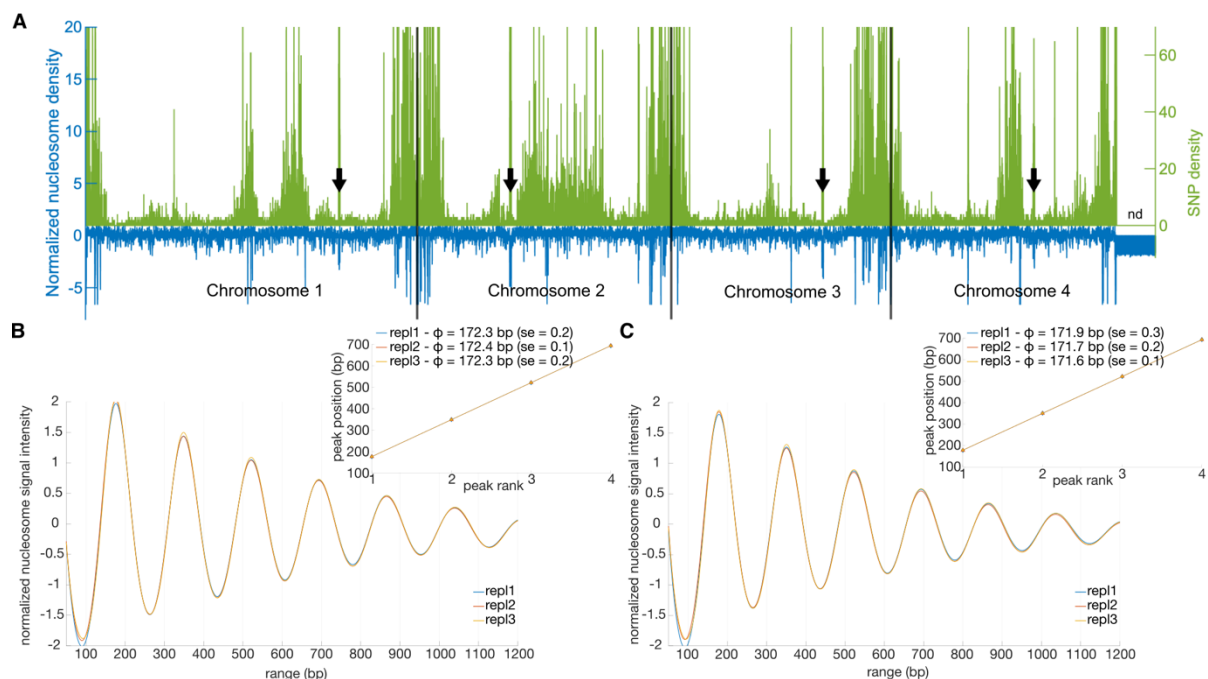 A
Normalized nucleosome density
20
15
10
5
0
-5
SNP density
60
40
20
0
nd
Chromosome 1
Chromosome 2
Chromosome 3
Chromosome 4
B
normalized nucleosome signal intensity
2
1.5
1
0.5
0
-0.5
-1
-1.5
-2
100 200 300 400 500 600 700 800 900 1000 1100 1200
range (bp)
repl1
repl2
repl3
peak position (bp)
700
600
500
400
300
200
100
repl1 - ϕ = 172.3 bp (se = 0.2)
repl2 - ϕ = 172.4 bp (se = 0.1)
repl3 - ϕ = 172.3 bp (se = 0.2)
1 2 3 4
peak rank
C
normalized nucleosome signal intensity
2
1.5
1
0.5
0
-0.5
-1
-1.5
-2
100 200 300 400 500 600 700 800 900 1000 1100 1200
range (bp)
repl1
repl2
repl3
peak position (bp)
700
600
500
400
300
200
100
repl1 - ϕ = 171.9 bp (se = 0.3)
repl2 - ϕ = 171.7 bp (se = 0.2)
repl3 - ϕ = 171.6 bp (se = 0.1)
1 2 3 4
peak rank